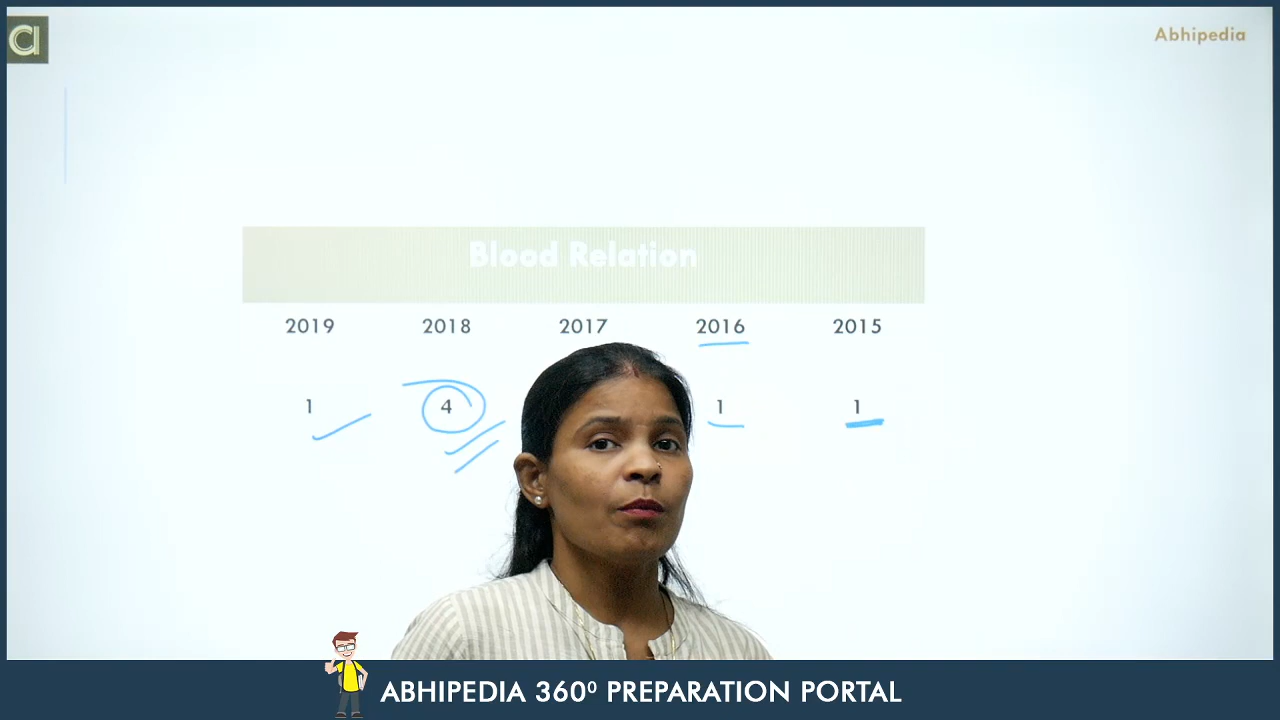 a
Abhipedia
Blood Relation
2019 2018 2017 2016 2015
1 4 1 1
ABHIPEDIA 360⁰ PREPARATION PORTAL